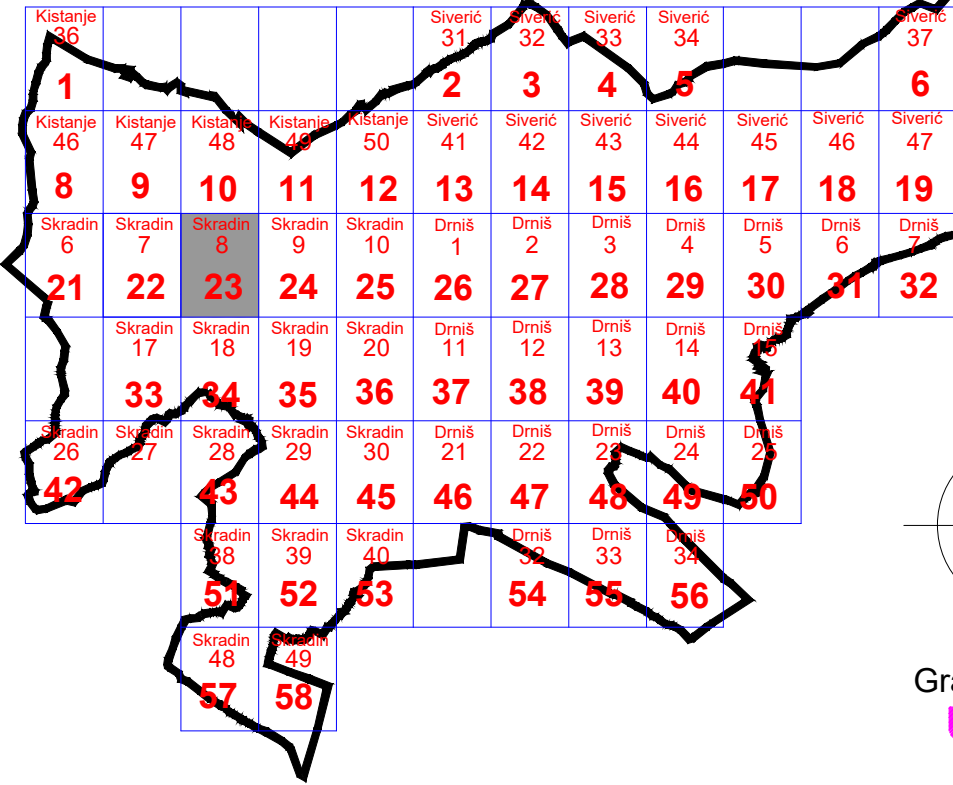 Kistanje Siverić Siverić Siverić Siverić Siverić
36 31 32 33 34 37
1 2 3 4 5 6
Kistanje Kistanje Kistanje Kistanje Kistanje Siverić Siverić Siverić Siverić Siverić Siverić Siverić
46 47 48 49 50 41 42 43 44 45 46 47
8 9 10 11 12 13 14 15 16 17 18 19
Skradin Skradin Skradin Skradin Skradin Drniš Drniš Drniš Drniš Drniš Drniš Drniš
6 7 8 9 10 1 2 3 4 5 6 7
21 22 23 24 25 26 27 28 29 30 31 32
Skradin Skradin Skradin Skradin Drniš Drniš Drniš Drniš Drniš
17 18 19 20 11 12 13 14 15
33 34 35 36 37 38 39 40 41
Skradin Skradin Skradin Skradin Skradin Drniš Drniš Drniš Drniš Drniš
26 27 28 29 30 21 22 23 24 25
42 43 44 45 46 47 48 49 50
Skradin Skradin Skradin Drniš Drniš Drniš
38 39 40 32 33 34
51 52 53 54 55 56
Skradin Skradin
48 49
57 58